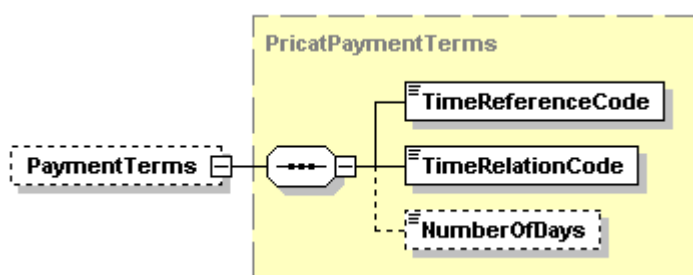 PricatPaymentTerms
TimeReferenceCode
PaymentTerms
TimeRelationCode
NumberOfDays